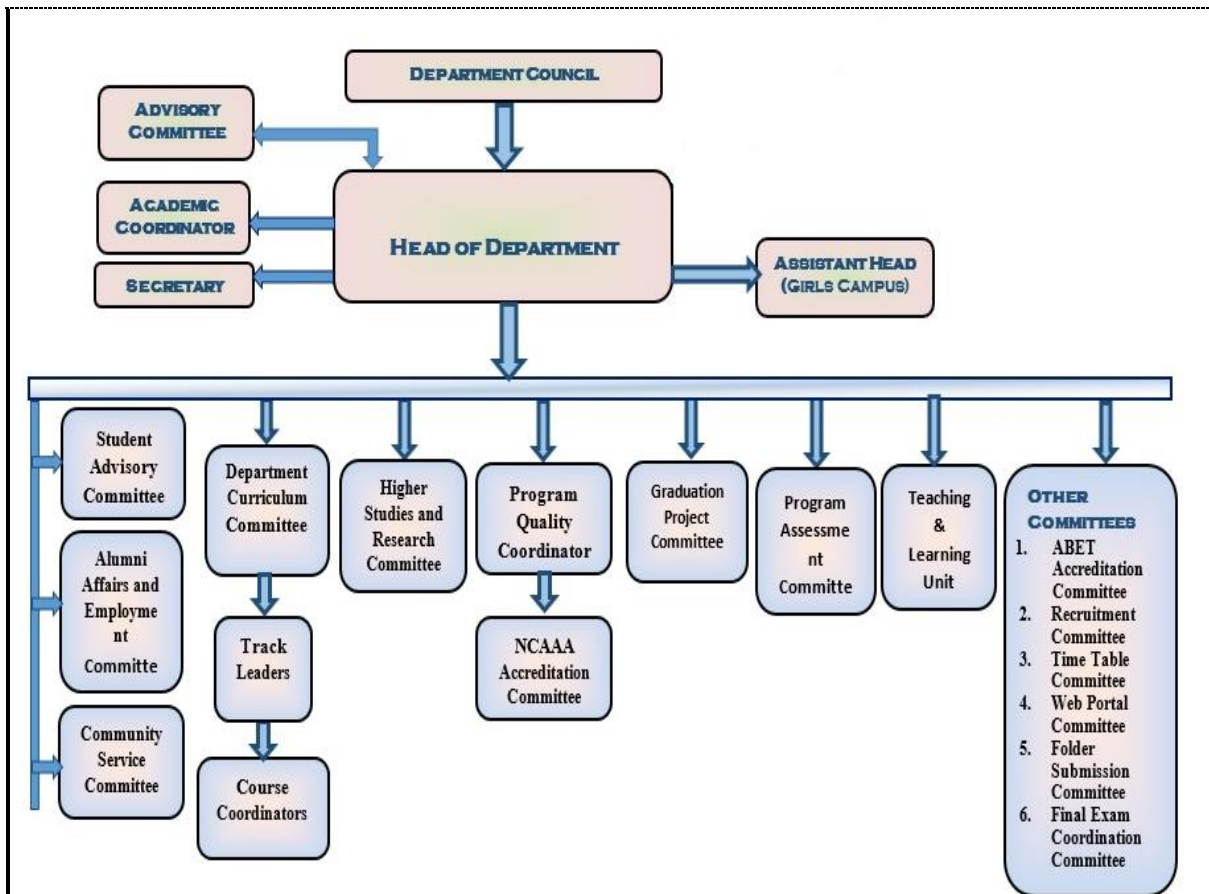 DEPARTMENT COUNCIL
ADVISORY
COMMITTEE
ACADEMIC
COORDINATOR
HEAD OF DEPARTMENT
SECRETARY
ASSISTANT HEAD
(GIRLS CAMPUS)
Student
Advisory
Committee
Alumni
Affairs and
Employme
nt
Committe
Community
Service
Committee
Department
Curriculum
Committee
Track
Leaders
Course
Coordinators
Higher
Studies and
Research
Committee
Program
Quality
Coordinator
NCAAA
Accreditation
Committee
Graduation
Project
Committee
Program
Assessme
nt
Committe
Teaching
&
Learning
Unit
OTHER
COMMITTEES
1. ABET
Accreditation
Committee
2. Recruitment
Committee
3. Time Table
Committee
4. Web Portal
Committee
5. Folder
Submission
Committee
6. Final Exam
Coordination
Committee